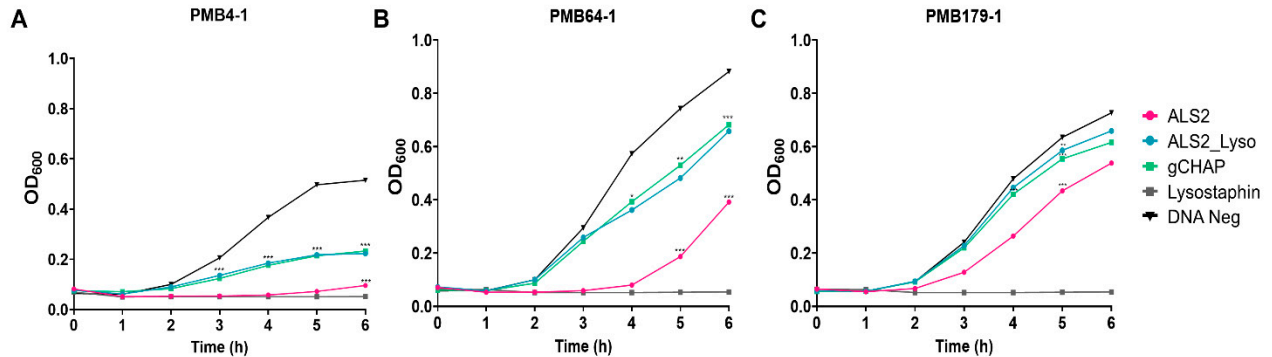 A
PMB4-1
OD600
1.0
0.8
0.6
0.4
0.2
0.0
0 1 2 3 4 5 6
Time (h)
***
***
***
***
***
B
PMB64-1
OD600
1.0
0.8
0.6
0.4
0.2
0.0
0 1 2 3 4 5 6
Time (h)
*
**
***
***
***
C
PMB179-1
OD600
1.0
0.8
0.6
0.4
0.2
0.0
0 1 2 3 4 5 6
Time (h)
**
***
ALS2
ALS2_Lyso
gCHAP
Lysostaphin
DNA Neg